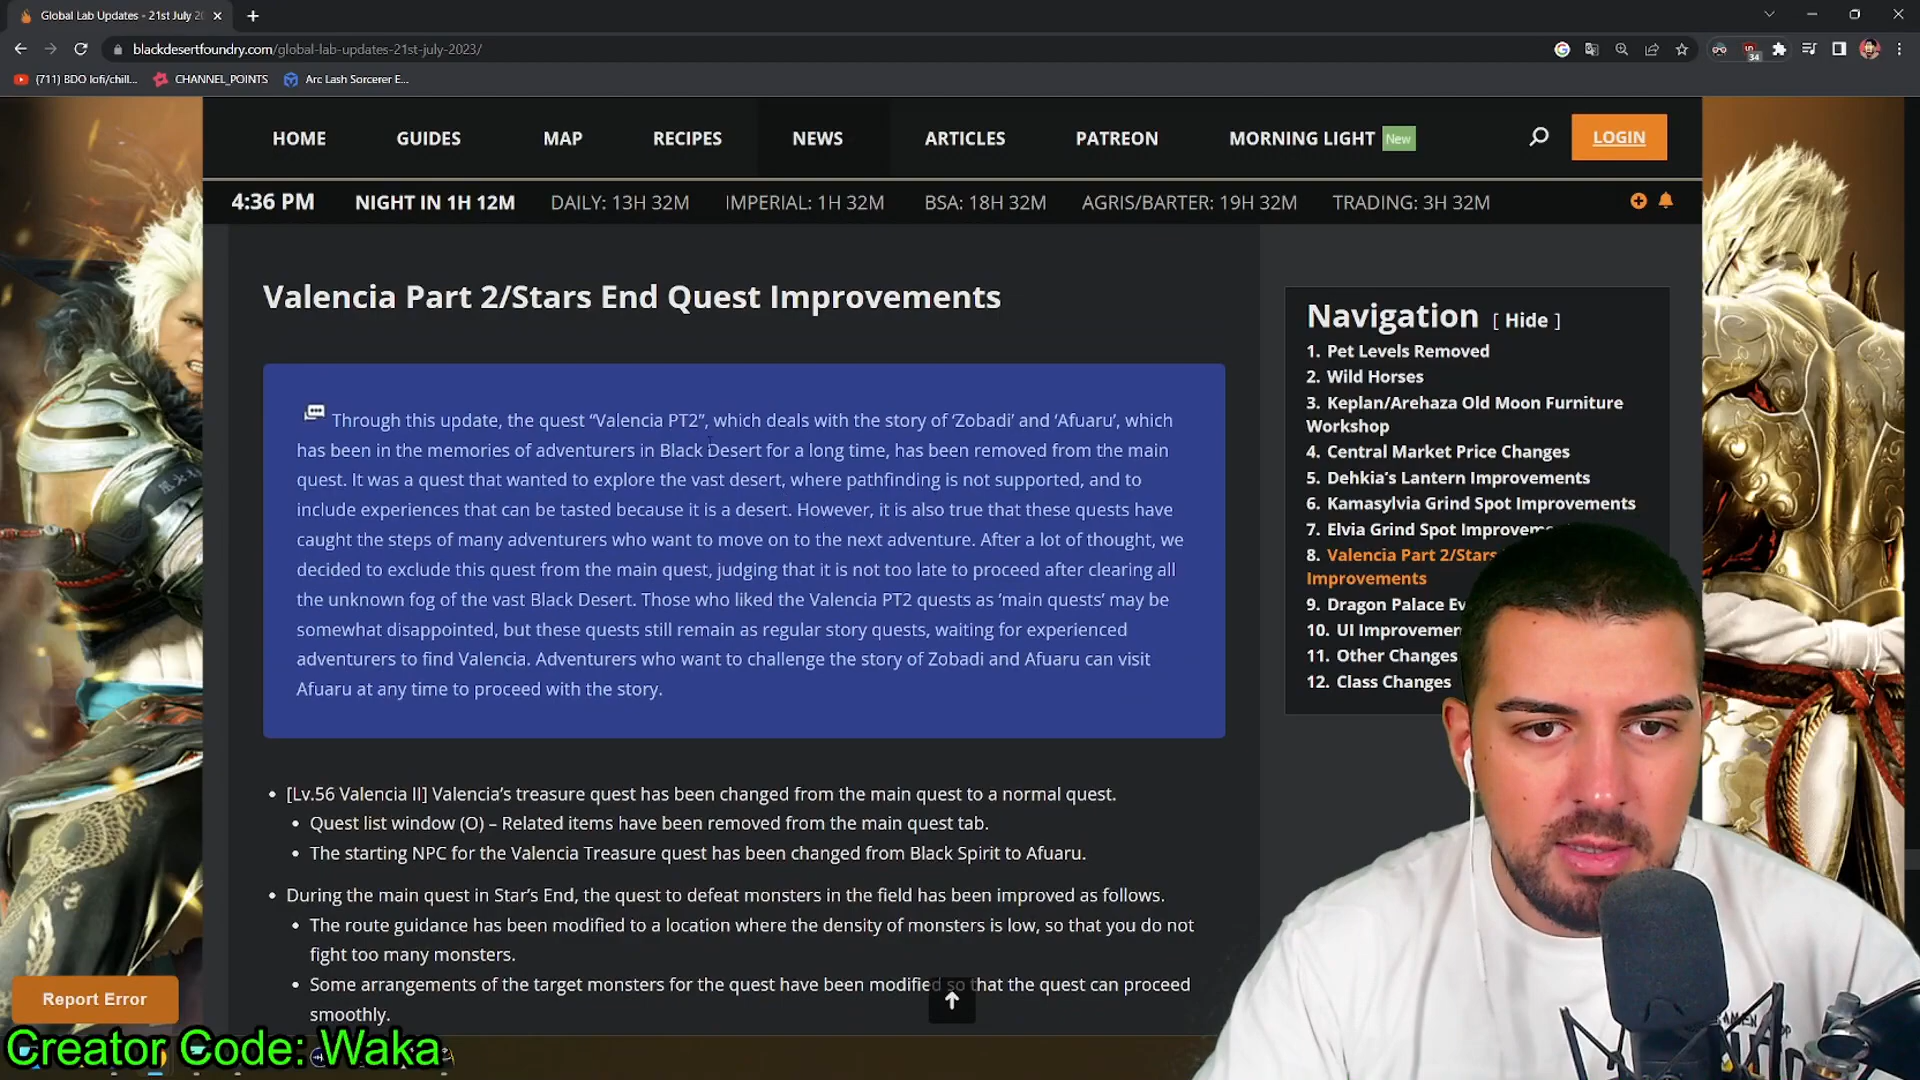 Global Lab Updates - 21st July 20
blackdesertfoundry.com/global-lab-updates-21st-july-2023/
34
(711) BDO lofi/chill...
CHANNEL_POINTS
Arc Lash Sorcerer E...
HOME
GUIDES
MAP
RECIPES
NEWS
ARTICLES
PATREON
MORNING LIGHT New
LOGIN
4:36 PM
NIGHT IN 1H 12M
DAILY: 13H 32M
IMPERIAL: 1H 32M
BSA: 18H 32M
AGRIS/BARTER: 19H 32M
TRADING: 3H 32M
Valencia Part 2/Stars End Quest Improvements
Through this update, the quest “Valencia PT2”, which deals with the story of ‘Zobadi’ and ‘Afuaru’, which
has been in the memories of adventurers in Black Desert for a long time, has been removed from the main
quest. It was a quest that wanted to explore the vast desert, where pathfinding is not supported, and to
include experiences that can be tasted because it is a desert. However, it is also true that these quests have
caught the steps of many adventurers who want to move on to the next adventure. After a lot of thought, we
decided to exclude this quest from the main quest, judging that it is not too late to proceed after clearing all
the unknown fog of the vast Black Desert. Those who liked the Valencia PT2 quests as ‘main quests’ may be
somewhat disappointed, but these quests still remain as regular story quests, waiting for experienced
adventurers to find Valencia. Adventurers who want to challenge the story of Zobadi and Afuaru can visit
Afuaru at any time to proceed with the story.
• [Lv.56 Valencia II] Valencia’s treasure quest has been changed from the main quest to a normal quest.
• Quest list window (O) – Related items have been removed from the main quest tab.
• The starting NPC for the Valencia Treasure quest has been changed from Black Spirit to Afuaru.
• During the main quest in Star’s End, the quest to defeat monsters in the field has been improved as follows.
• The route guidance has been modified to a location where the density of monsters is low, so that you do not
fight too many monsters.
• Some arrangements of the target monsters for the quest have been modified so that the quest can proceed
smoothly.
Navigation [ Hide ]
1. Pet Levels Removed
2. Wild Horses
3. Keplan/Arehaza Old Moon Furniture
Workshop
4. Central Market Price Changes
5. Dehkia’s Lantern Improvements
6. Kamasylvia Grind Spot Improvements
7. Elvia Grind Spot Improveme
8. Valencia Part 2/Stars
Improvements
9. Dragon Palace Ev
10. UI Improvemen
11. Other Changes
12. Class Changes
Report Error
Creator Code: Waka